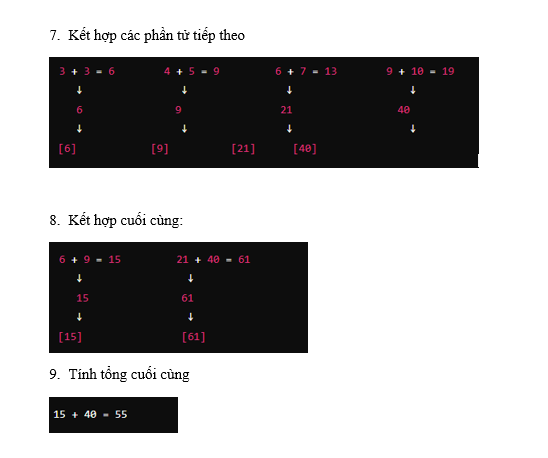 7. Kết hợp các phần tử tiếp theo
3 + 3 = 6 4 + 5 = 9 6 + 7 = 13 9 + 10 = 19
↓ ↓ ↓ ↓
6 9 21 40
↓ ↓ ↓ ↓
[6] [9] [21] [40]
8. Kết hợp cuối cùng:
6 + 9 = 15 21 + 40 = 61
↓ ↓
15 61
↓ ↓
[15] [61]
9. Tính tổng cuối cùng
15 + 40 = 55